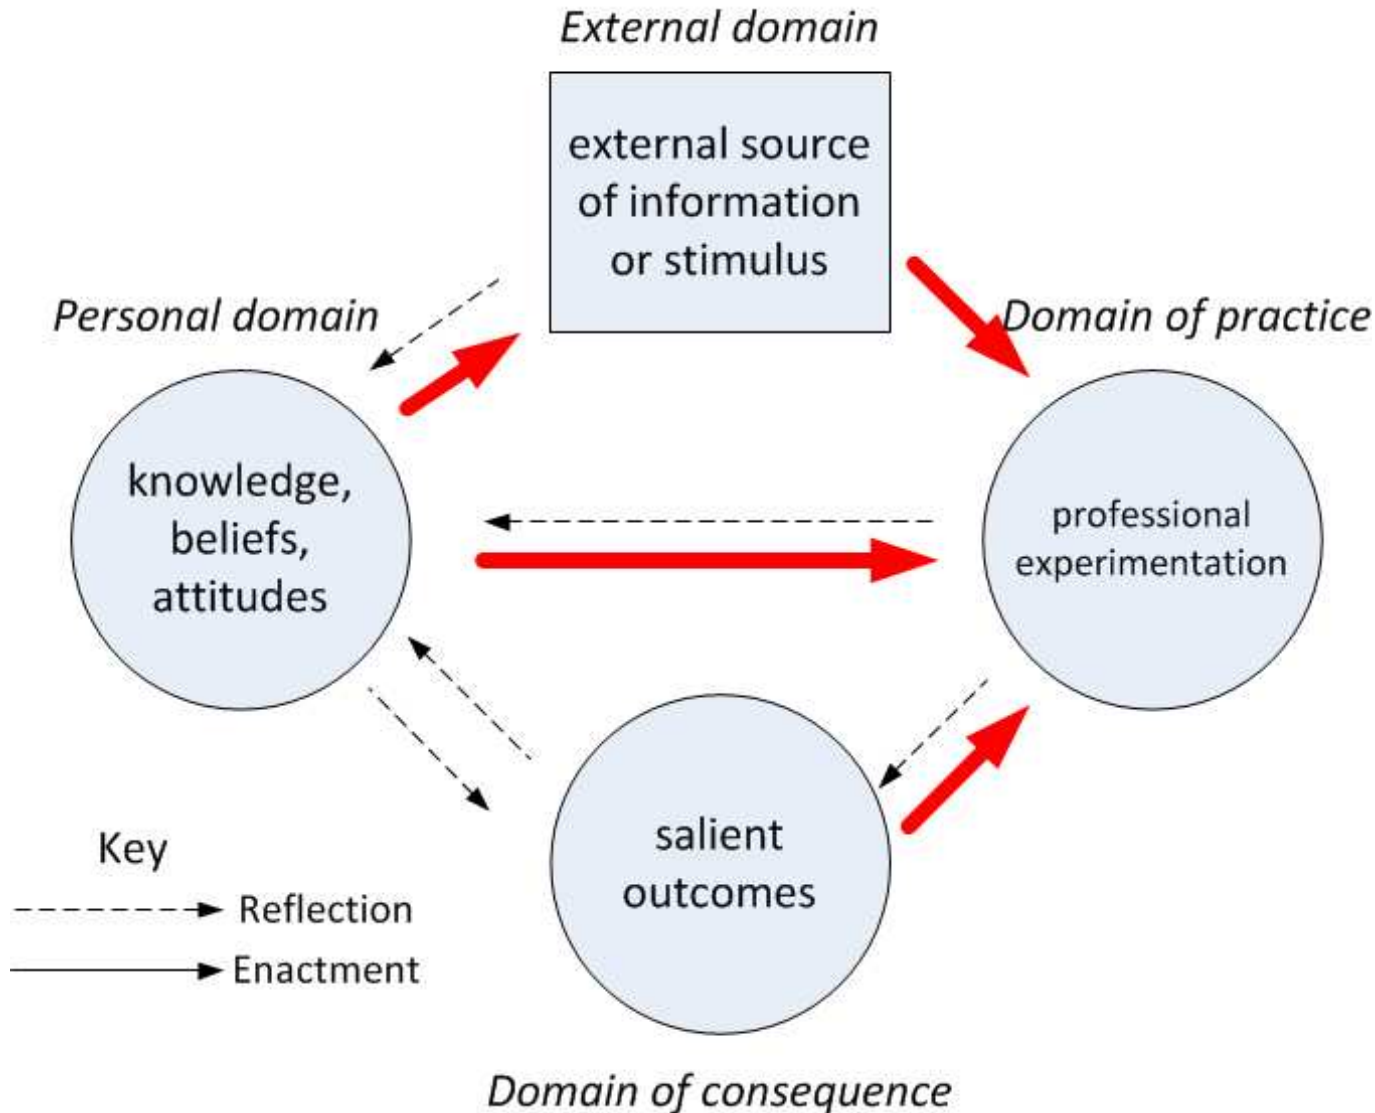 External domain
external source
of information
or stimulus
Personal domain
Domain of practice
knowledge,
beliefs,
attitudes
professional
experimentation
salient
outcomes
Key
Reflection
Enactment
Domain of consequence